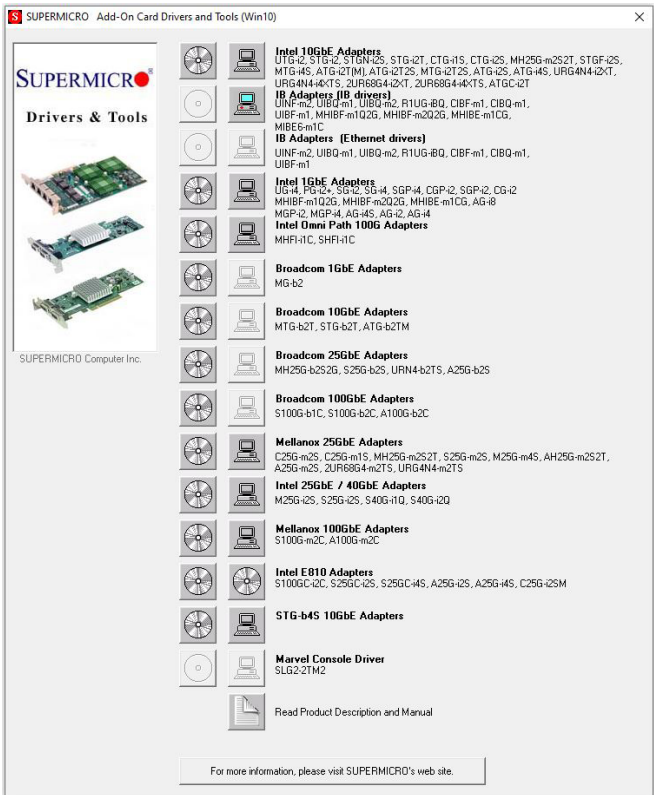 SUPERMICRO Add-On Card Drivers and Tools (Win10)
SUPERMICRO
Drivers & Tools
SUPERMICRO Computer Inc.
Intel 10GbE Adapters
UTG-i2, STG-i2, STGN-i2S, STG-i2T, CTG-i1S, CTG-i2S, MH25G-m2S2T, STGF-i2S,
MTG-i4S, ATG-i2T(M), ATG-i2T2S, MTG-i2T2S, ATG-i2S, ATG-i4S, URG4N4-i2XT,
URG4N4-i4XTS, 2UR68G4-i2XT, 2UR68G4-i4XTS, ATGC-i2T
IB Adapters (IB drivers)
UINF-m2, UIBQ-m1, UIBQ-m2, R1UG-iBQ, CIBF-m1, CIBQ-m1,
UIBF-m1, MHIBF-m1Q2G, MHIBF-m2Q2G, MHIBE-m1CG,
MIBE6-m1C
IB Adapters (Ethernet drivers)
UINF-m2, UIBQ-m1, UIBQ-m2, R1UG-iBQ, CIBF-m1, CIBQ-m1,
UIBF-m1
Intel 1GbE Adapters
UG-i4, PG-i2+, SG-i2, SG-i4, SGP-i4, CGP-i2, SGP-i2, CG-i2
MHIBF-m1Q2G, MHIBF-m2Q2G, MHIBE-m1CG, AG-i8
MGP-i2, MGP-i4, AG-i4S, AG-i2, AG-i4
Intel Omni Path 100G Adapters
MHFI-i1C, SHFI-i1C
Broadcom 1GbE Adapters
MG-b2
Broadcom 10GbE Adapters
MTG-b2T, STG-b2T, ATG-b2TM
Broadcom 25GbE Adapters
MH25G-b2S2G, S25G-b2S, URN4-b2TS, A25G-b2S
Broadcom 100GbE Adapters
S100G-b1C, S100G-b2C, A100G-b2C
Mellanox 25GbE Adapters
C25G-m2S, C25G-m1S, MH25G-m2S2T, S25G-m2S, M25G-m4S, AH25G-m2S2T,
A25G-m2S, 2UR68G4-m2TS, URG4N4-m2TS
Intel 25GbE / 40GbE Adapters
M25G-i2S, S25G-i2S, S40G-i1Q, S40G-i2Q
Mellanox 100GbE Adapters
S100G-m2C, A100G-m2C
Intel E810 Adapters
S100GC-i2C, S25GC-i2S, S25GC-i4S, A25G-i2S, A25G-i4S, C25G-i2SM
STG-b4S 10GbE Adapters
Marvel Console Driver
SLG2-2TM2
Read Product Description and Manual
For more information, please visit SUPERMICRO's web site.